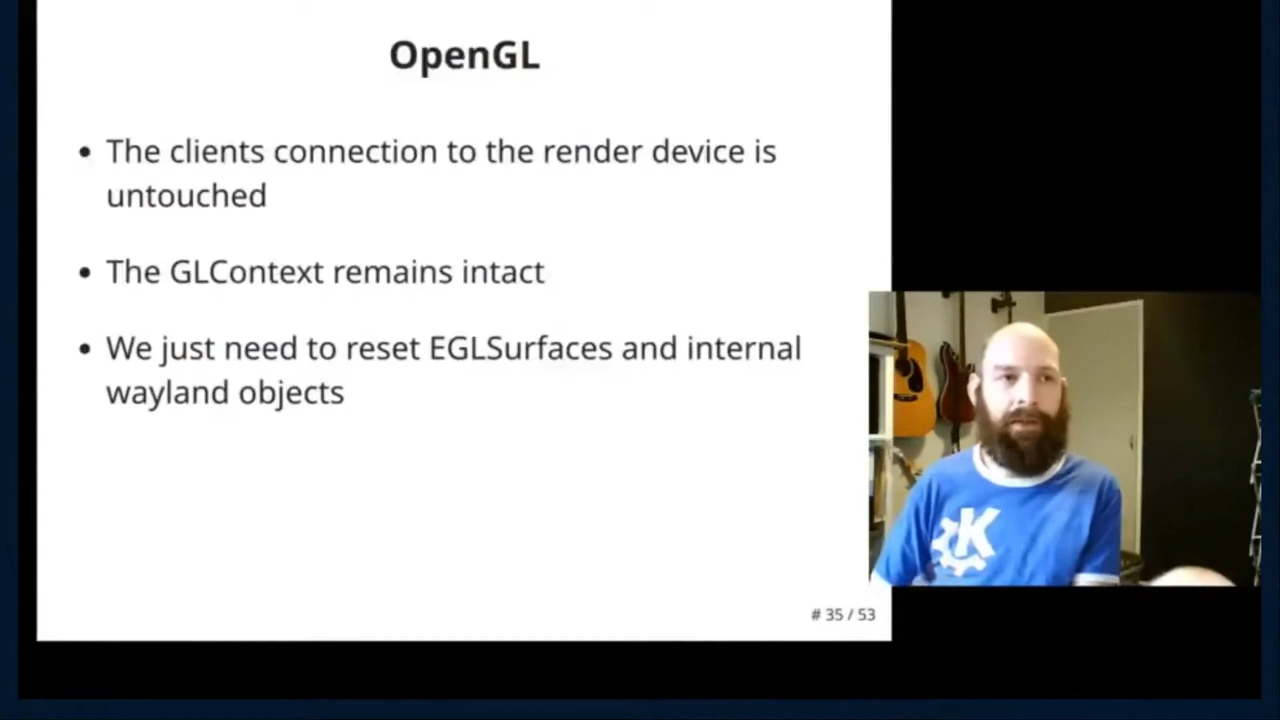 OpenGL
• The clients connection to the render device is
untouched
• The GLContext remains intact
• We just need to reset EGLSurfaces and internal
wayland objects
# 35 / 53
K